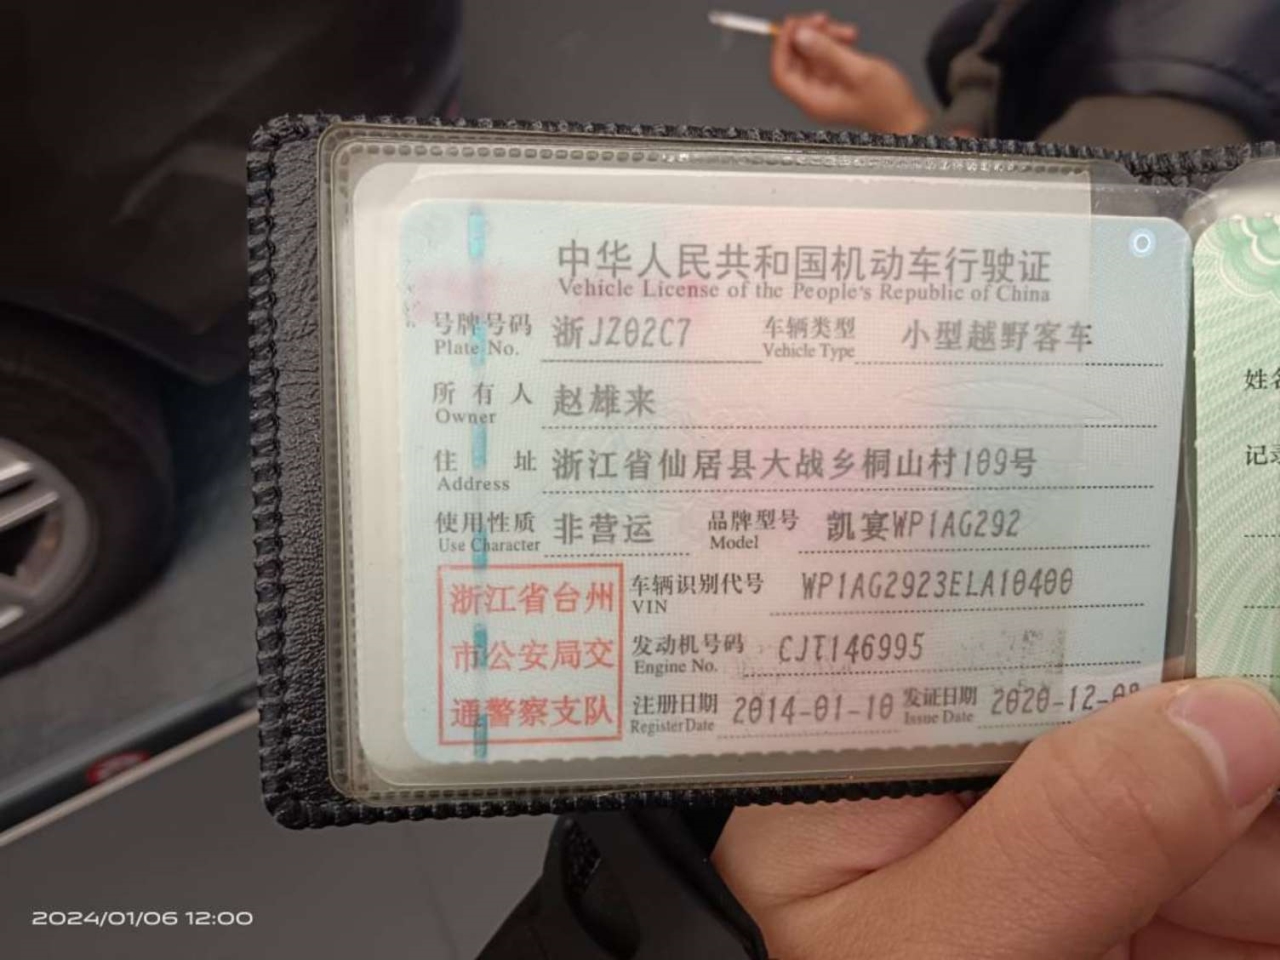 中华人民共和国机动车行驶证
Vehicle License of the People's Republic of China
号牌号码 浙JZ02C7 车辆类型 小型越野客车
Plate No. Vehicle Type
所有人 赵雄来
Owner
住址 浙江省仙居县大战乡桐山村109号
Address
使用性质 非营运 品牌型号 凯宴WP1AG292
Use Character Model
浙江省台州
市公安局交
通警察支队
车辆识别代号 WP1AG2923ELA10400
VIN
发动机号码 CJT146995
Engine No.
注册日期 2014-01-10 发证日期 2020-12-
Register Date Issue Date
姓名
记录
2024/01/06 12:00